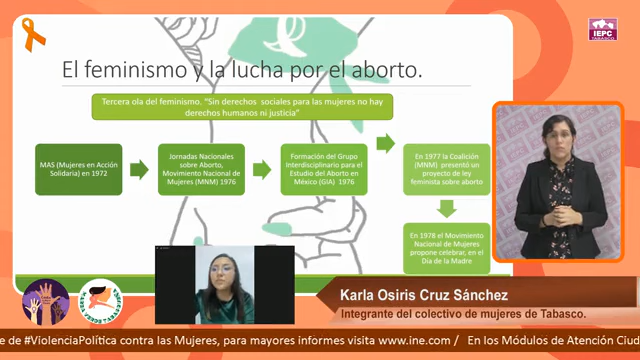 IEPC
TABASCO
El feminismo y la lucha por el aborto.
Tercera ola del feminismo. "Sin derechos sociales para las mujeres no hay
derechos humanos ni justicia"
MAS (Mujeres en Acción
Solidaria) en 1972
Jornadas Nacionales
sobre Aborto,
Movimiento Nacional de
Mujeres (MNM) 1976
Formación del Grupo
Interdisciplinario para el
Estudio del Aborto en
México (GIA) 1976
En 1977 la Coalición
(MNM) presentó un
proyecto de ley
feminista sobre aborto
En 1978 el Movimiento
Nacional de Mujeres
propone celebrar, en el
Día de la Madre
Karla Osiris Cruz Sánchez
Integrante del colectivo de mujeres de Tabasco.
e de #ViolenciaPolítica contra las Mujeres, para mayores informes visita www.ine.com / En los Módulos de Atención Ciud